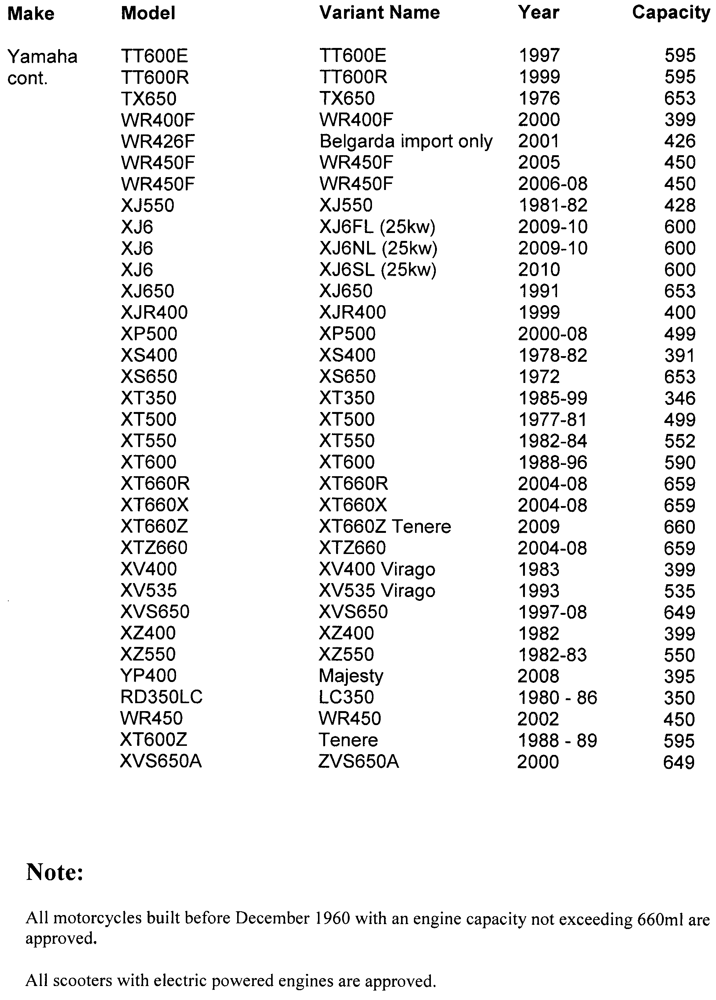 Make Model Variant Name Year Capacity
Yamaha TT600E TT600E 1997 595
cont. TT600R TT600R 1999 595
TX650 TX650 1976 653
WR400F WR400F 2000 399
WR426F Belgarda import only 2001 426
WR450F WR450F 2005 450
WR450F WR450F 2006-08 450
XJ550 XJ550 1981-82 428
XJ6 XJ6FL (25kw) 2009-10 600
XJ6 XJ6NL (25kw) 2009-10 600
XJ6 XJ6SL (25kw) 2010 600
XJ650 XJ650 1991 653
XJR400 XJR400 1999 400
XP500 XP500 2000-08 499
XS400 XS400 1978-82 391
XS650 XS650 1972 653
XT350 XT350 1985-99 346
XT500 XT500 1977-81 499
XT550 XT550 1982-84 552
XT600 XT600 1988-96 590
XT660R XT660R 2004-08 659
XT660X XT660X 2004-08 659
XT660Z XT660Z Tenere 2009 660
XTZ660 XTZ660 2004-08 659
XV400 XV400 Virago 1983 399
XV535 XV535 Virago 1993 535
XVS650 XVS650 1997-08 649
XZ400 XZ400 1982 399
XZ550 XZ550 1982-83 550
YP400 Majesty 2008 395
RD350LC LC350 1980 - 86 350
WR450 WR450 2002 450
XT600Z Tenere 1988 - 89 595
XVS650A ZVS650A 2000 649
Note:
All motorcycles built before December 1960 with an engine capacity not exceeding 660ml are
approved.
All scooters with electric powered engines are approved.